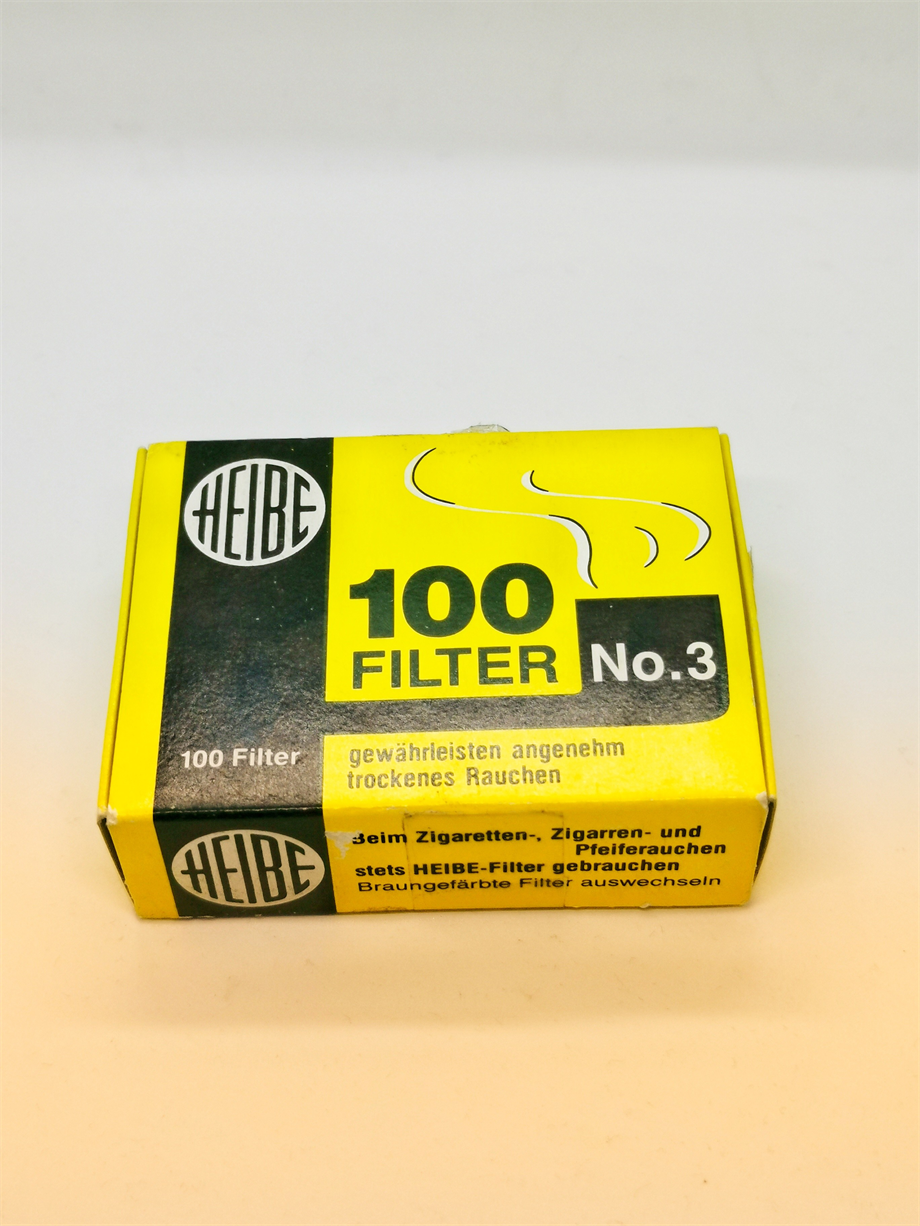 HEIBE
100
FILTER
No.3
100 Filter
gewährleisten angenehm
trockenes Rauchen
HEIBE
Beim Zigaretten-, Zigarren- und
Pfeiferauchen
stets HEIBE-Filter gebrauchen
Braungefärbte Filter auswechseln